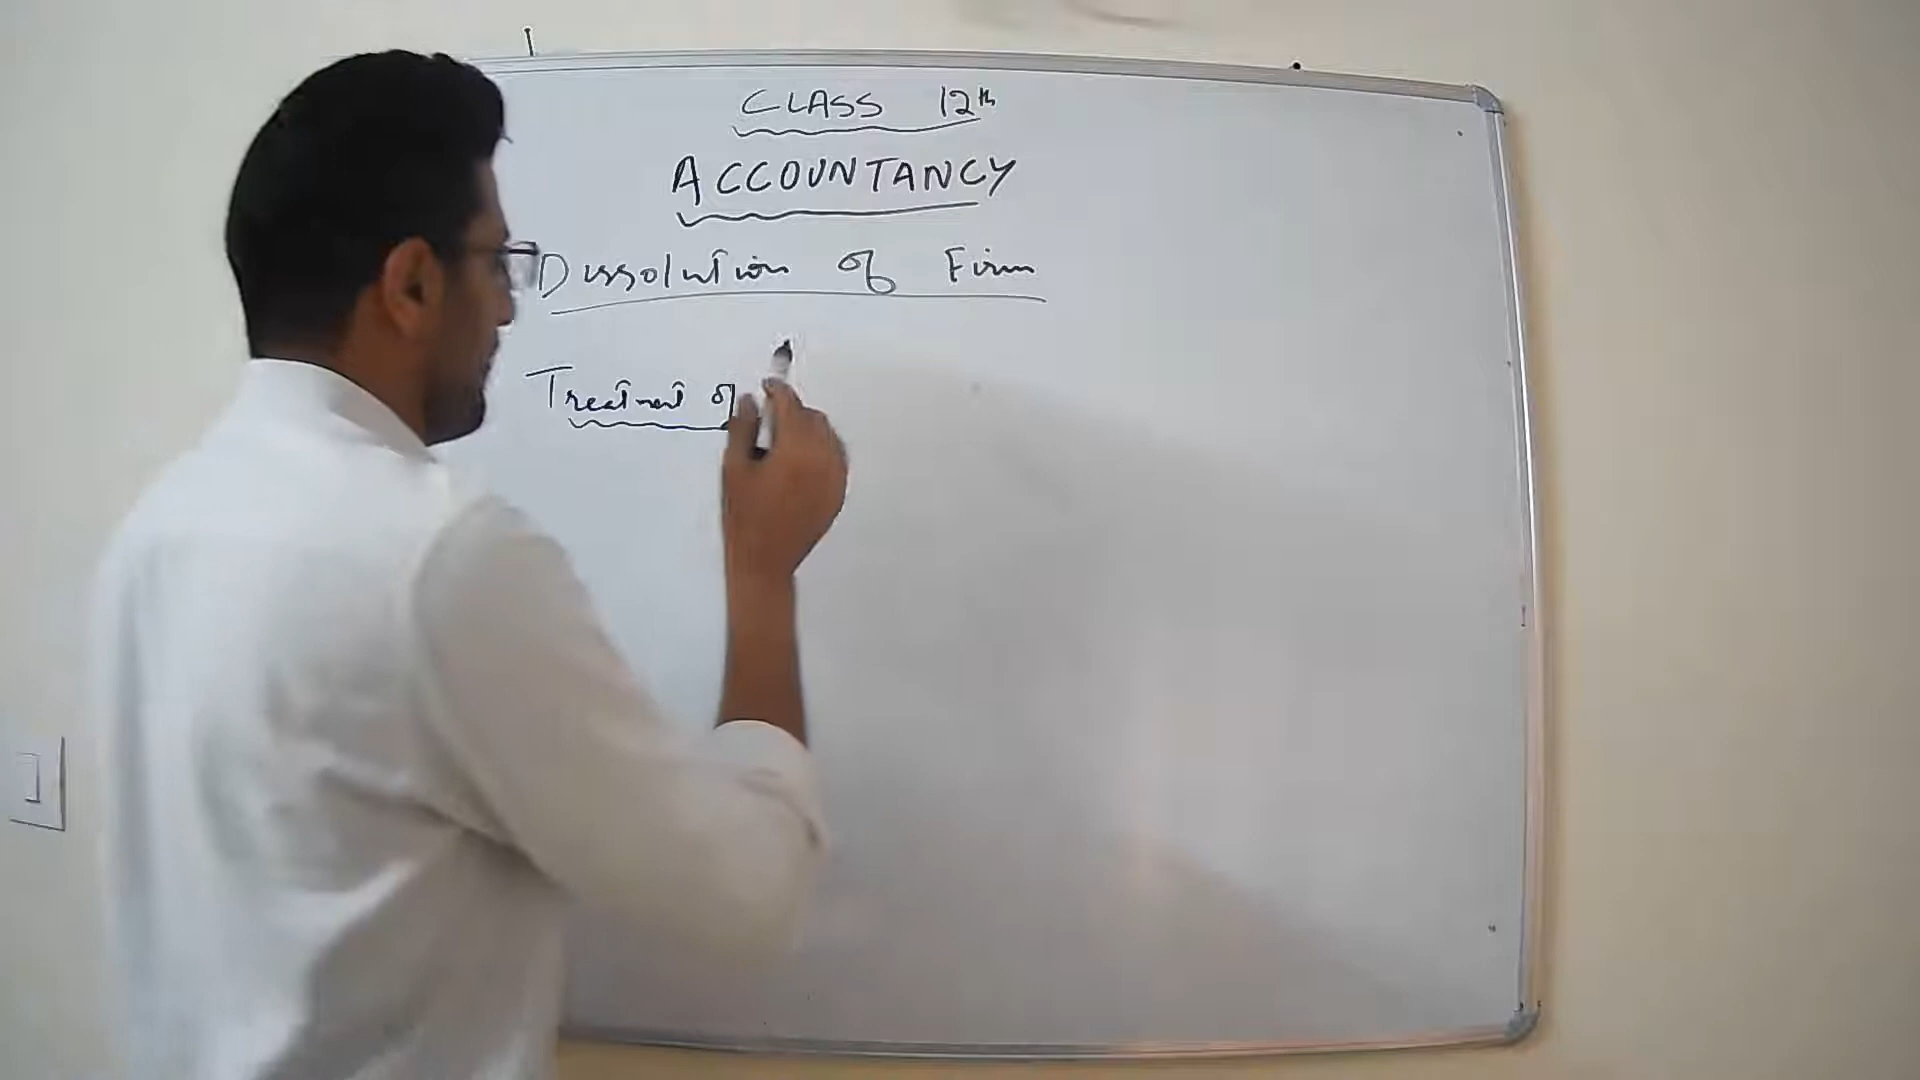 CLASS 12th
ACCOUNTANCY
Dissolution of Firm
Treatment of